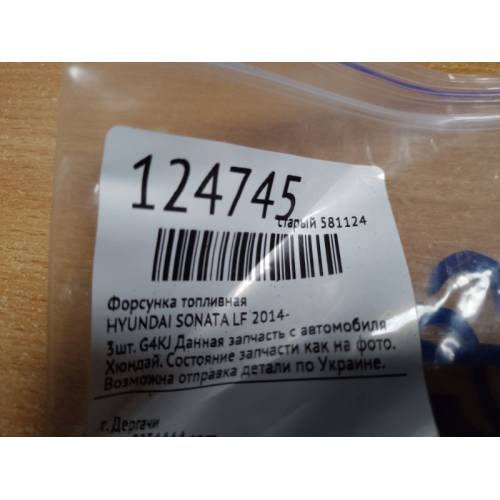 124745
старый 581124
Форсунка топливная
HYUNDAI SONATA LF 2014-
3шт. G4KJ Данная запчасть с автомобиля
Хюндай. Состояние запчасти как на фото.
Возможна отправка детали по Украине.
г. Дергачи